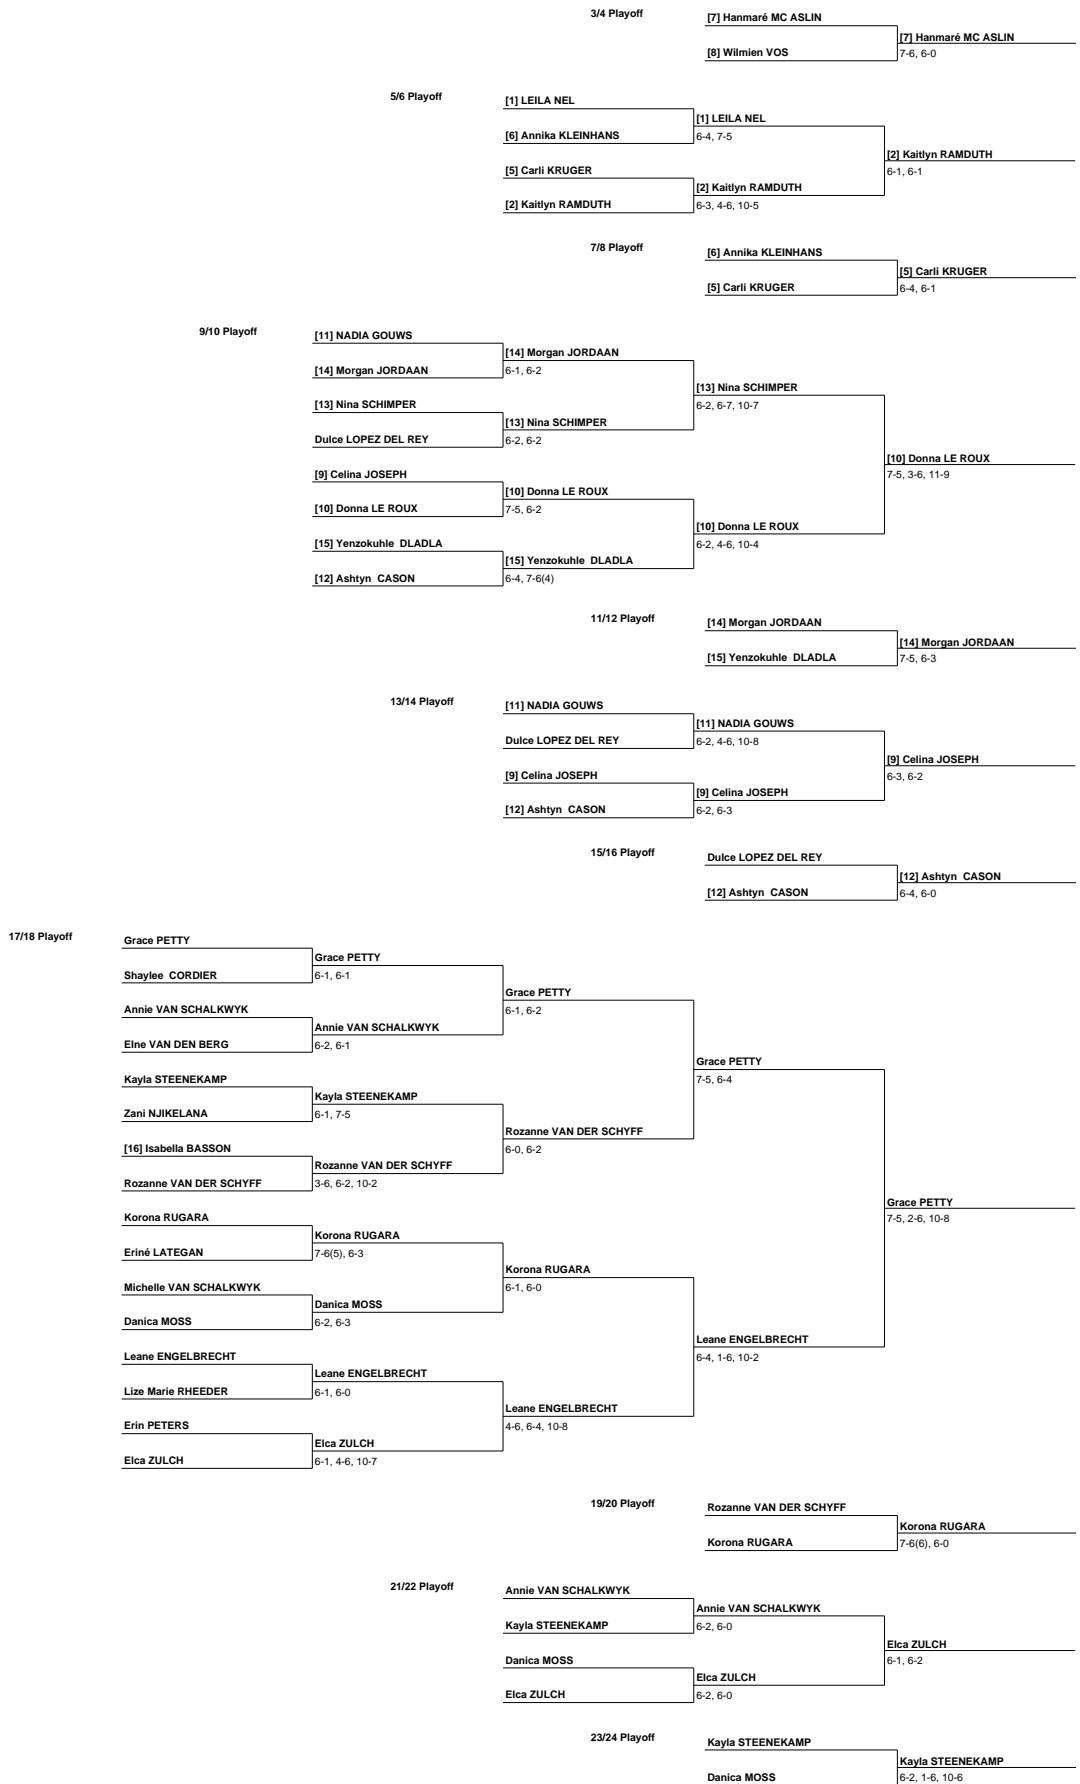 3/4 Playoff
[7] Hanmaré MC ASLIN
[7] Hanmaré MC ASLIN
[8] Wilmien VOS
7-6, 6-0
5/6 Playoff
[1] LEILA NEL
[1] LEILA NEL
[6] Annika KLEINHANS
6-4, 7-5
[2] Kaitlyn RAMDUTH
6-1, 6-1
[5] Carli KRUGER
[2] Kaitlyn RAMDUTH
[2] Kaitlyn RAMDUTH
6-3, 4-6, 10-5
7/8 Playoff
[6] Annika KLEINHANS
[5] Carli KRUGER
[5] Carli KRUGER
6-4, 6-1
9/10 Playoff
[11] NADIA GOUWS
[14] Morgan JORDAAN
[14] Morgan JORDAAN
6-1, 6-2
[13] Nina SCHIMPER
6-2, 6-7, 10-7
[13] Nina SCHIMPER
[13] Nina SCHIMPER
Dulce LOPEZ DEL REY
6-2, 6-2
[10] Donna LE ROUX
7-5, 3-6, 11-9
[9] Celina JOSEPH
[10] Donna LE ROUX
[10] Donna LE ROUX
7-5, 6-2
[10] Donna LE ROUX
6-2, 4-6, 10-4
[15] Yenzokuhle DLADLA
[15] Yenzokuhle DLADLA
[12] Ashtyn CASON
6-4, 7-6(4)
11/12 Playoff
[14] Morgan JORDAAN
[14] Morgan JORDAAN
[15] Yenzokuhle DLADLA
7-5, 6-3
13/14 Playoff
[11] NADIA GOUWS
[11] NADIA GOUWS
Dulce LOPEZ DEL REY
6-2, 4-6, 10-8
[9] Celina JOSEPH
6-3, 6-2
[9] Celina JOSEPH
[9] Celina JOSEPH
[12] Ashtyn CASON
6-2, 6-3
15/16 Playoff
Dulce LOPEZ DEL REY
[12] Ashtyn CASON
[12] Ashtyn CASON
6-4, 6-0
17/18 Playoff
Grace PETTY
Grace PETTY
Shaylee CORDIER
6-1, 6-1
Grace PETTY
6-1, 6-2
Annie VAN SCHALKWYK
Annie VAN SCHALKWYK
Elne VAN DEN BERG
6-2, 6-1
Grace PETTY
7-5, 6-4
Kayla STEENEKAMP
Kayla STEENEKAMP
Zani NJIKELANA
6-1, 7-5
Rozanne VAN DER SCHYFF
6-0, 6-2
[16] Isabella BASSON
Rozanne VAN DER SCHYFF
Rozanne VAN DER SCHYFF
3-6, 6-2, 10-2
Grace PETTY
7-5, 2-6, 10-8
Korona RUGARA
Korona RUGARA
Eriné LATEGAN
7-6(5), 6-3
Korona RUGARA
6-1, 6-0
Michelle VAN SCHALKWYK
Danica MOSS
Danica MOSS
6-2, 6-3
Leane ENGELBRECHT
6-4, 1-6, 10-2
Leane ENGELBRECHT
Leane ENGELBRECHT
Lize Marie RHEEDER
6-1, 6-0
Leane ENGELBRECHT
4-6, 6-4, 10-8
Erin PETERS
Elca ZULCH
Elca ZULCH
6-1, 4-6, 10-7
19/20 Playoff
Rozanne VAN DER SCHYFF
Korona RUGARA
Korona RUGARA
7-6(6), 6-0
21/22 Playoff
Annie VAN SCHALKWYK
Annie VAN SCHALKWYK
Kayla STEENEKAMP
6-2, 6-0
Elca ZULCH
6-1, 6-2
Danica MOSS
Elca ZULCH
Elca ZULCH
6-2, 6-0
23/24 Playoff
Kayla STEENEKAMP
Kayla STEENEKAMP
Danica MOSS
6-2, 1-6, 10-6